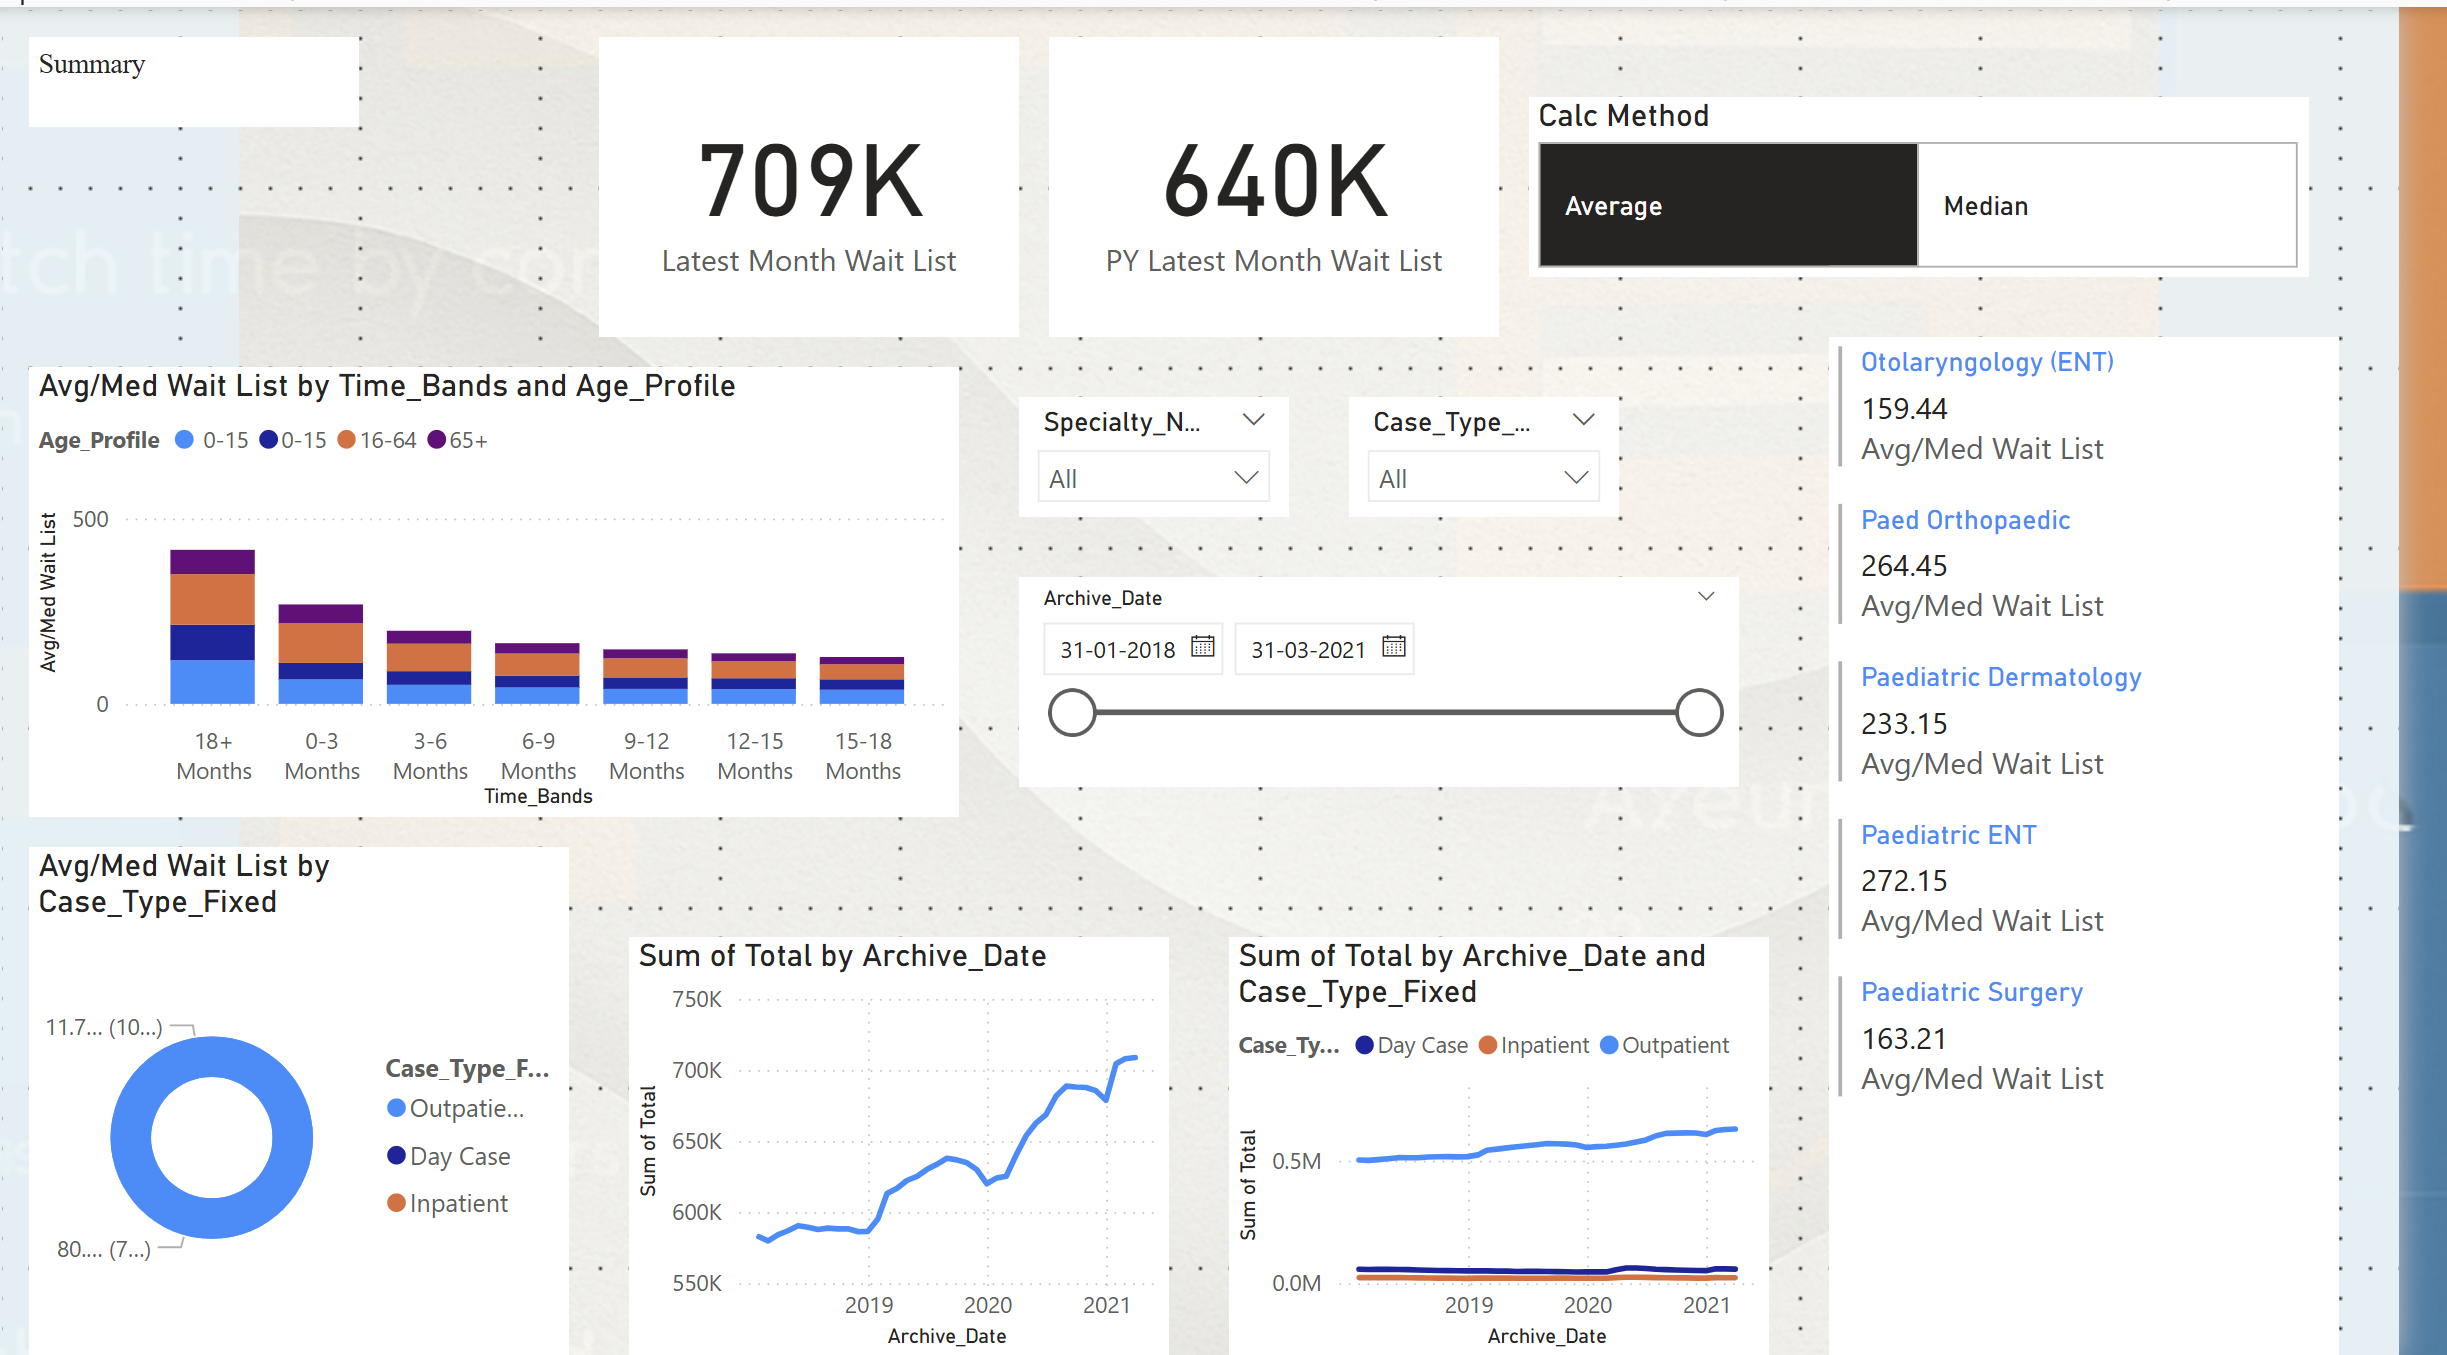 Summary
709K
Latest Month Wait List
640K
PY Latest Month Wait List
Calc Method
Average
Median
Avg/Med Wait List by Time_Bands and Age_Profile
Age_Profile 0-15 0-15 16-64 65+
Avg/Med Wait List
500
0
18+ Months
0-3 Months
3-6 Months
6-9 Months
9-12 Months
12-15 Months
15-18 Months
Time_Bands
Specialty_N...
All
Case_Type_...
All
Archive_Date
31-01-2018
31-03-2021
Otolaryngology (ENT)
159.44
Avg/Med Wait List
Paed Orthopaedic
264.45
Avg/Med Wait List
Paediatric Dermatology
233.15
Avg/Med Wait List
Paediatric ENT
272.15
Avg/Med Wait List
Paediatric Surgery
163.21
Avg/Med Wait List
Avg/Med Wait List by
Case_Type_Fixed
11.7... (10...)
80.... (7...)
Case_Type_F...
Outpatie...
Day Case
Inpatient
Sum of Total by Archive_Date
Sum of Total
750K
700K
650K
600K
550K
2019 2020 2021
Archive_Date
Sum of Total by Archive_Date and
Case_Type_Fixed
Case_Ty... Day Case Inpatient Outpatient
Sum of Total
0.5M
0.0M
2019 2020 2021
Archive_Date
tch time by